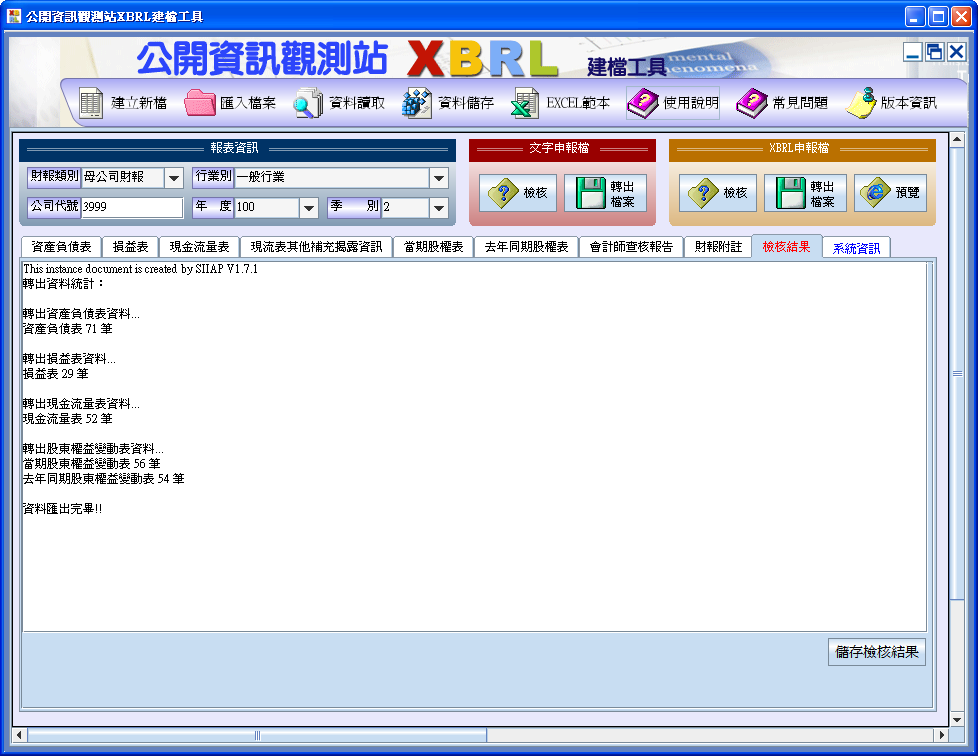 公開資訊觀測站XBRL建檔工具
公開資訊觀測站 XBRL 建檔工具
mental
enomena
建立新檔 匯入檔案 資料讀取 資料儲存 EXCEL範本 使用說明 常見問題 版本資訊
報表資訊 文字申報檔 XBRL申報檔
財報類別 母公司財報 行業別 一般行業
公司代號 3999 年 度 100 季 別 2
檢核 轉出檔案 檢核 轉出檔案 預覽
資產負債表 損益表 現金流量表 現流表其他補充揭露資訊 當期股權表 去年同期股權表 會計師查核報告 財報附註 檢核結果 系統資訊
This instance document is created by SIIAP V1.7.1
轉出資料統計：
轉出資產負債表資料...
資產負債表 71 筆
轉出損益表資料...
損益表 29 筆
轉出現金流量表資料...
現金流量表 52 筆
轉出股東權益變動表資料...
當期股東權益變動表 56 筆
去年同期股東權益變動表 54 筆
資料匯出完畢!!
儲存檢核結果